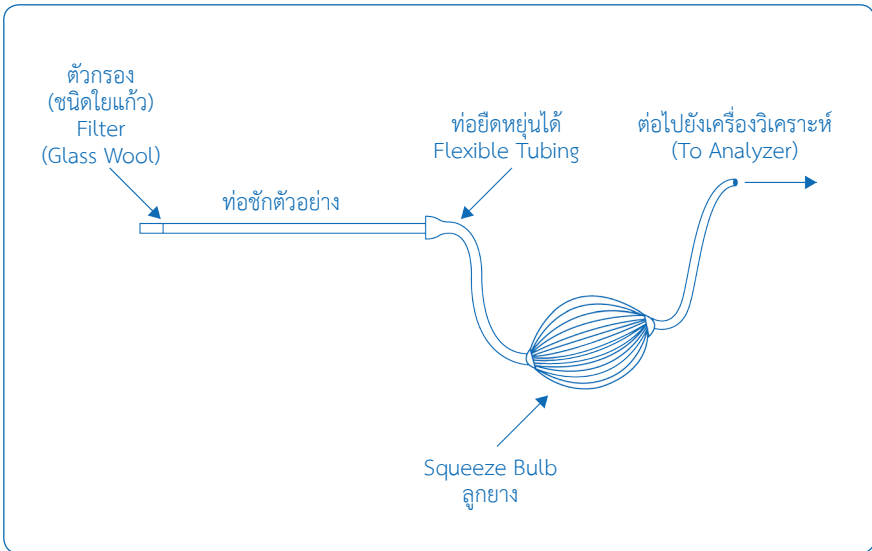 ตัวกรอง
(ชนิดใยแก้ว)
Filter
(Glass Wool)
ท่อชักตัวอย่าง
ท่อยืดหยุ่นได้
Flexible Tubing
ต่อไปยังเครื่องวิเคราะห์
(To Analyzer)
Squeeze Bulb
ลูกยาง